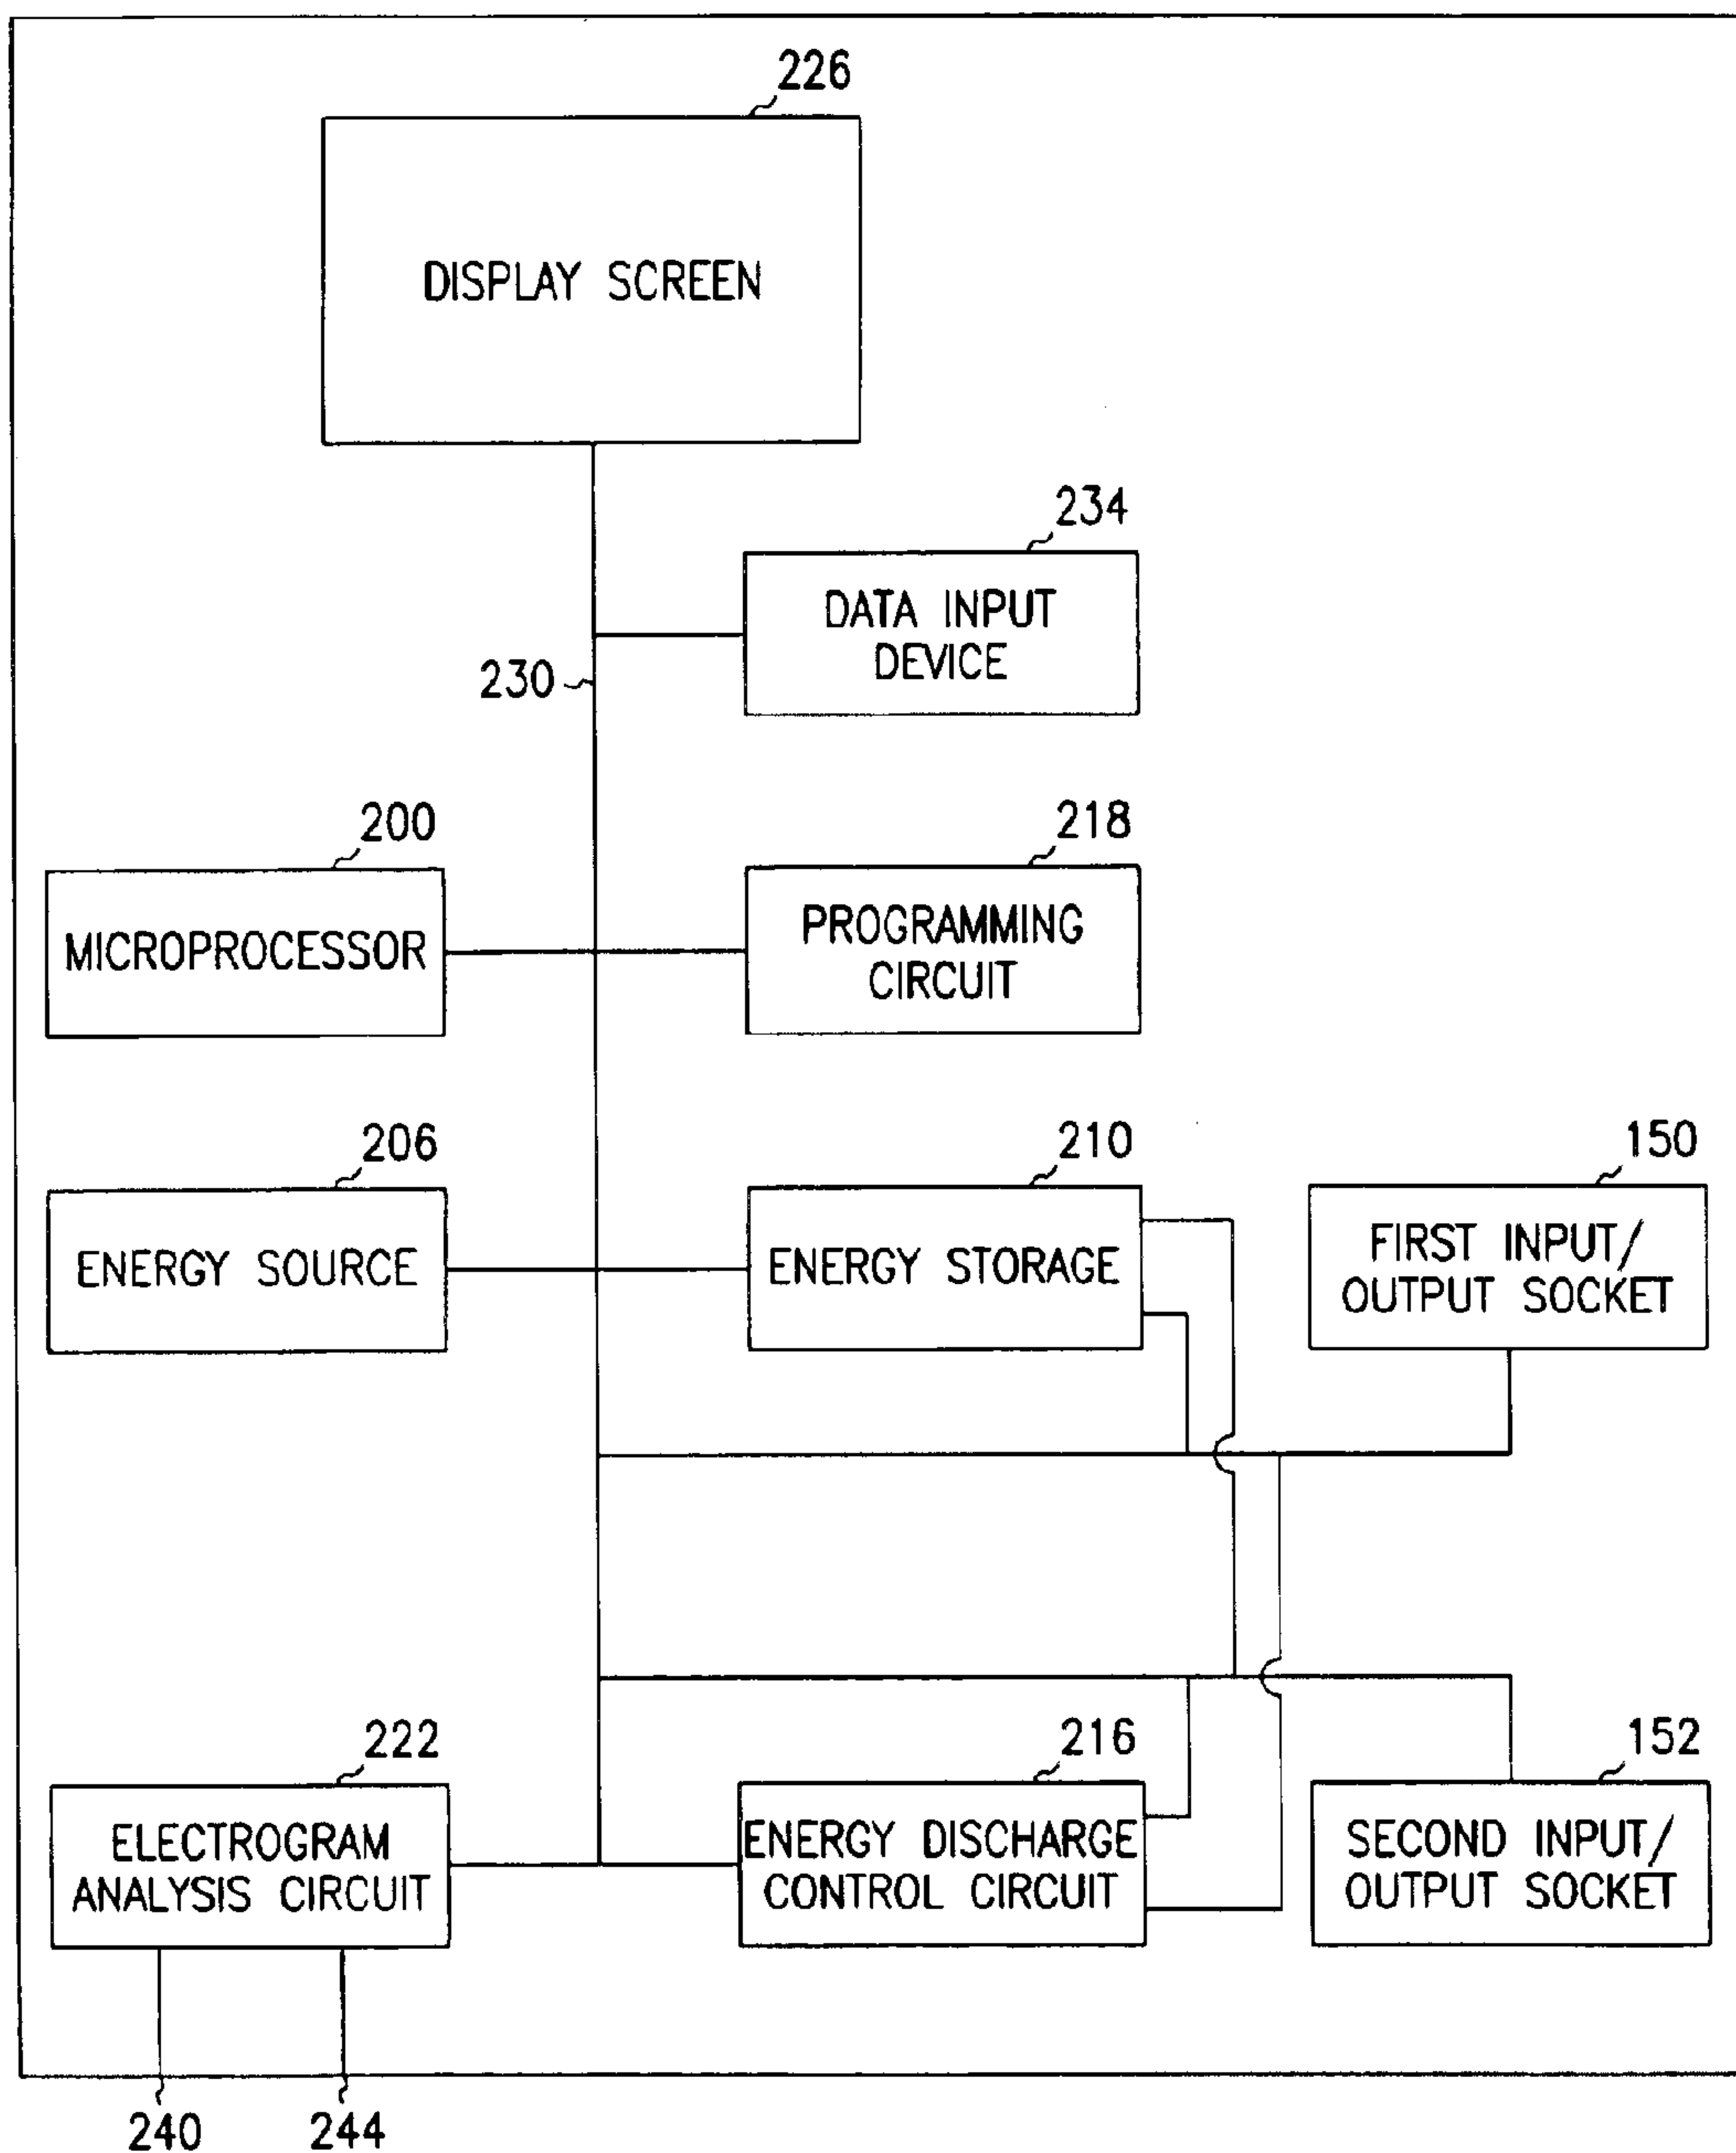 226
DISPLAY SCREEN
234
DATA INPUT
DEVICE
230
200
MICROPROCESSOR
218
PROGRAMMING
CIRCUIT
206
ENERGY SOURCE
210
ENERGY STORAGE
150
FIRST INPUT/
OUTPUT SOCKET
222
ELECTROGRAM
ANALYSIS CIRCUIT
216
ENERGY DISCHARGE
CONTROL CIRCUIT
152
SECOND INPUT/
OUTPUT SOCKET
240
244